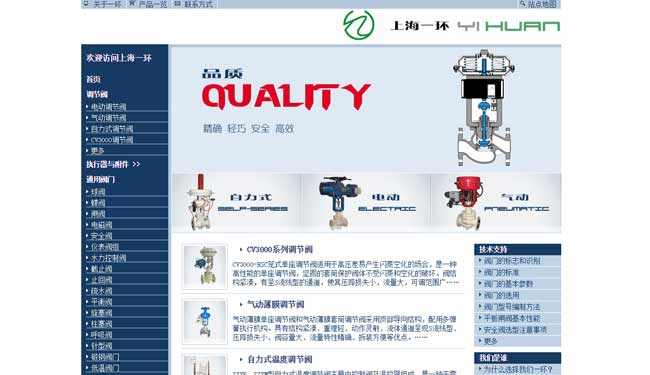 关于一环 产品一览 联系方式 站点地图
上海一环 YI HUAN
欢迎访问上海一环
首页
调节阀
电动调节阀
气动调节阀
自力式调节阀
CV3000调节阀
更多
执行器与附件 >>
通用阀门
球阀
蝶阀
闸阀
电磁阀
安全阀
仪表阀组
水力控制阀
截止阀
止回阀
疏水阀
平衡阀
旋塞阀
柱塞阀
呼吸阀
针型阀
锻钢阀门
低温阀门
品质
QUALITY
精确 轻巧 安全 高效
自力式
SELF-SERIES
电动
ELECTRIC
气动
PNEUMATIC
CV3000系列调节阀
CV3000-HSC笼式单座调节阀适用于高压差易产生闪蒸空化的场合，是一种
高性能的单座调节阀，坚固的套筒保护阀体不受闪蒸和空化的破坏，阀结
构紧凑，有呈S流线型的通道，使其压降损失小，流量大，可调范围广……
气动薄膜调节阀
气动薄膜单座调节阀和气动薄膜套筒调节阀采用顶部导向结构，配用多弹
簧执行机构。具有结构紧凑、重量轻、动作灵敏、流体通道呈现S流线型、
压降损失小、阀容量大、流量特性精确、拆装方便等优点。……
自力式温度调节阀
技术支持
阀门的标志和识别
阀门的标准
阀门的基本参数
阀门的选用
阀门型号编制方法
平板闸阀基本性能
安全阀选型注意事项
更多
我们是谁
为什么选择我们一环?